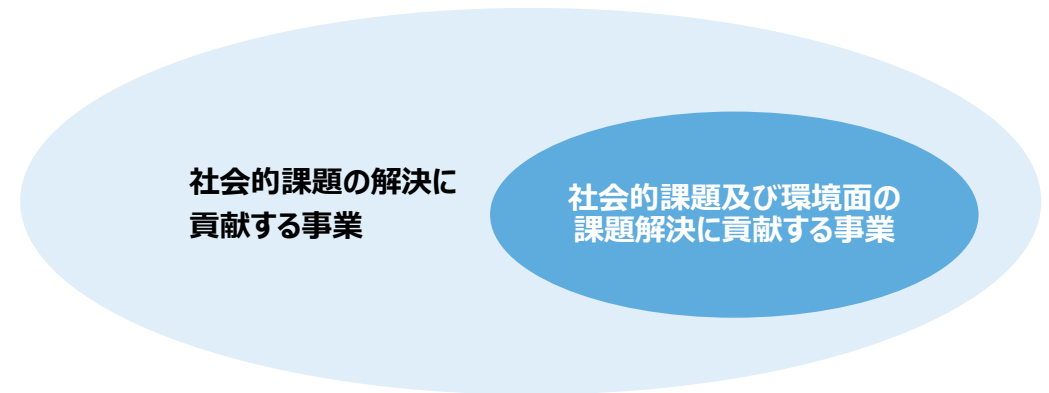 社会的課題の解決に
貢献する事業
社会的課題及び環境面の
課題解決に貢献する事業